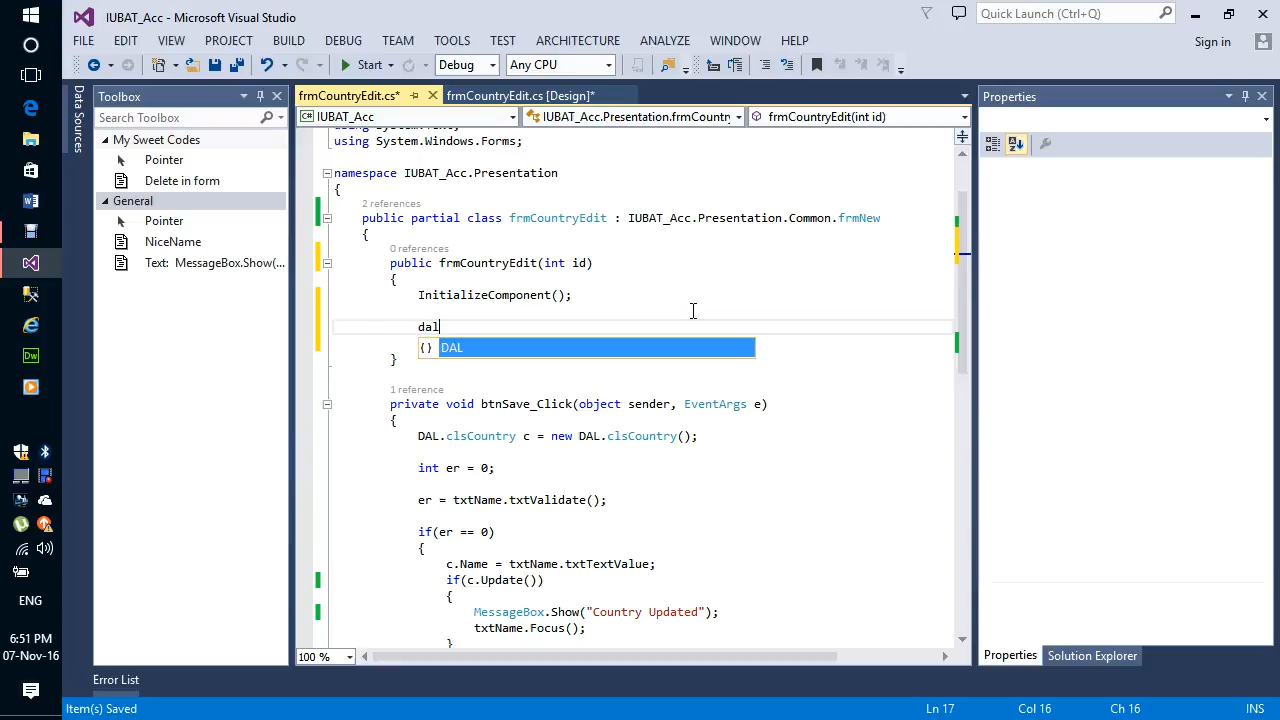 IUBAT_Acc - Microsoft Visual Studio
Quick Launch (Ctrl+Q)
FILE EDIT VIEW PROJECT BUILD DEBUG TEAM TOOLS TEST ARCHITECTURE ANALYZE WINDOW HELP
Sign in
Start Debug Any CPU
Data Sources
Toolbox
Search Toolbox
My Sweet Codes
Pointer
Delete in form
General
Pointer
NiceName
Text: MessageBox.Show(...
frmCountryEdit.cs*
frmCountryEdit.cs [Design]*
IUBAT_Acc
IUBAT_Acc.Presentation.frmCountry
frmCountryEdit(int id)
using System.Text;
using System.Windows.Forms;
namespace IUBAT_Acc.Presentation
{
2 references
public partial class frmCountryEdit : IUBAT_Acc.Presentation.Common.frmNew
{
0 references
public frmCountryEdit(int id)
{
InitializeComponent();
dal
{} DAL
}
1 reference
private void btnSave_Click(object sender, EventArgs e)
{
DAL.clsCountry c = new DAL.clsCountry();
int er = 0;
er = txtName.txtValidate();
if(er == 0)
{
c.Name = txtName.txtTextValue;
if(c.Update())
{
MessageBox.Show("Country Updated");
txtName.Focus();
}
100 %
Properties
Properties
Solution Explorer
Error List
Item(s) Saved
Ln 17 Col 16 Ch 16 INS
Dw
ENG
6:51 PM
07-Nov-16